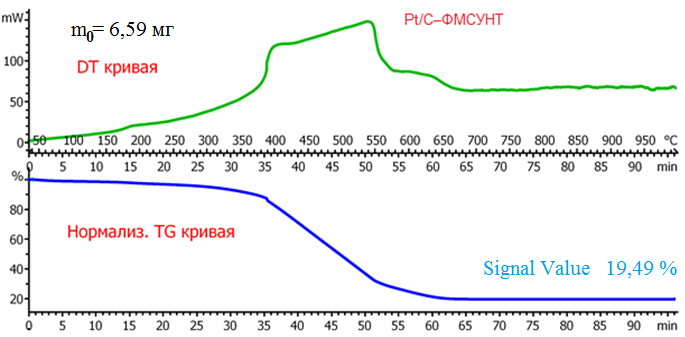 mW
m₀= 6,59 мг
Pt/C–ФМСУНТ
DT кривая
100
50
0
50 100 150 200 250 300 350 400 450 500 550 600 650 700 750 800 850 900 950 ºC
0 5 10 15 20 25 30 35 40 45 50 55 60 65 70 75 80 85 90 min
%
80
60
40
20
Нормализ. TG кривая
Signal Value 19,49 %
0 5 10 15 20 25 30 35 40 45 50 55 60 65 70 75 80 85 90 min